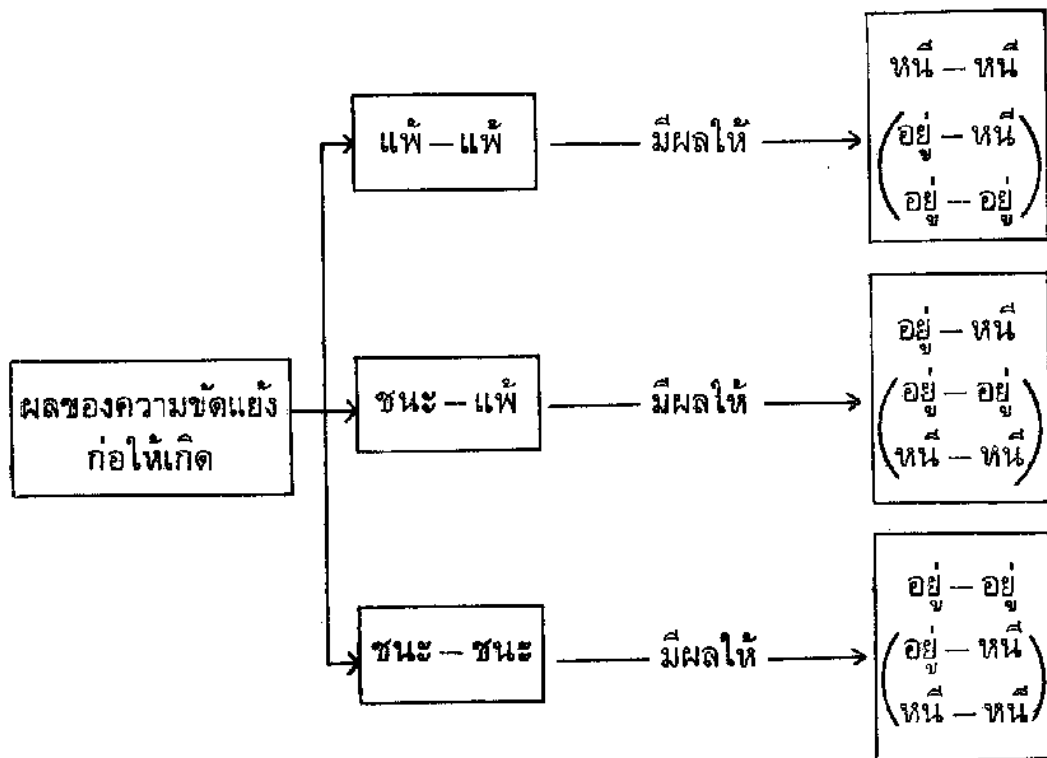 ผลของความขัดแย้ง
ก่อให้เกิด
แพ้ – แพ้
มีผลให้
หนี – หนี
อยู่ – หนี
อยู่ – อยู่
ชนะ – แพ้
มีผลให้
อยู่ – หนี
อยู่ – อยู่
หนี – หนี
ชนะ – ชนะ
มีผลให้
อยู่ – อยู่
อยู่ – หนี
หนี – หนี